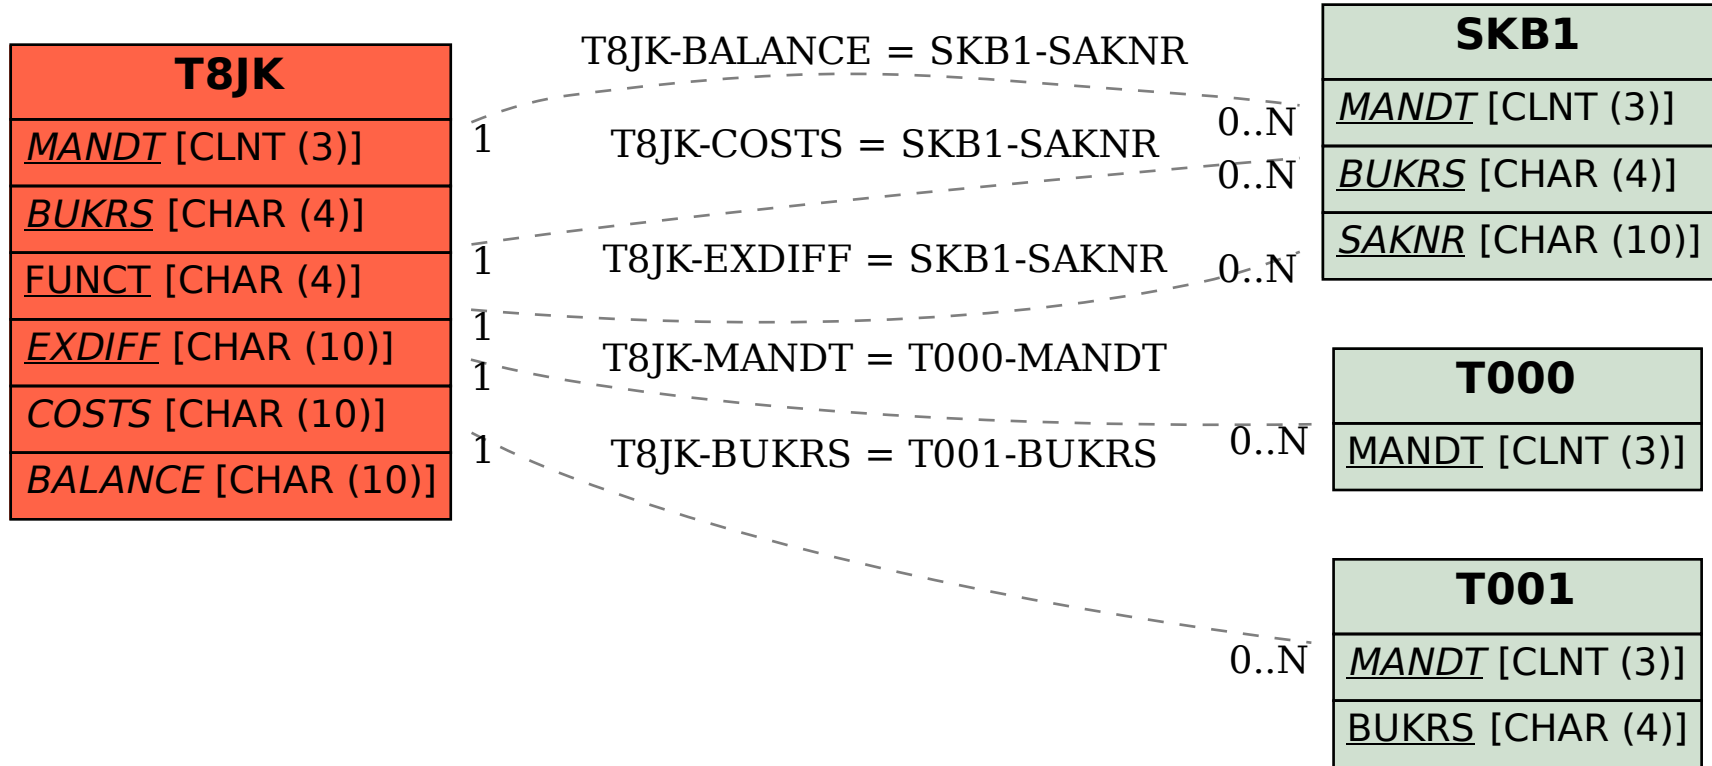 T8JK
MANDT [CLNT (3)]
BUKRS [CHAR (4)]
FUNCT [CHAR (4)]
EXDIFF [CHAR (10)]
COSTS [CHAR (10)]
BALANCE [CHAR (10)]
T8JK-BALANCE = SKB1-SAKNR
1
0..N
T8JK-COSTS = SKB1-SAKNR
1
0..N
T8JK-EXDIFF = SKB1-SAKNR
1
0..N
T8JK-MANDT = T000-MANDT
1
0..N
T8JK-BUKRS = T001-BUKRS
1
0..N
SKB1
MANDT [CLNT (3)]
BUKRS [CHAR (4)]
SAKNR [CHAR (10)]
T000
MANDT [CLNT (3)]
T001
MANDT [CLNT (3)]
BUKRS [CHAR (4)]